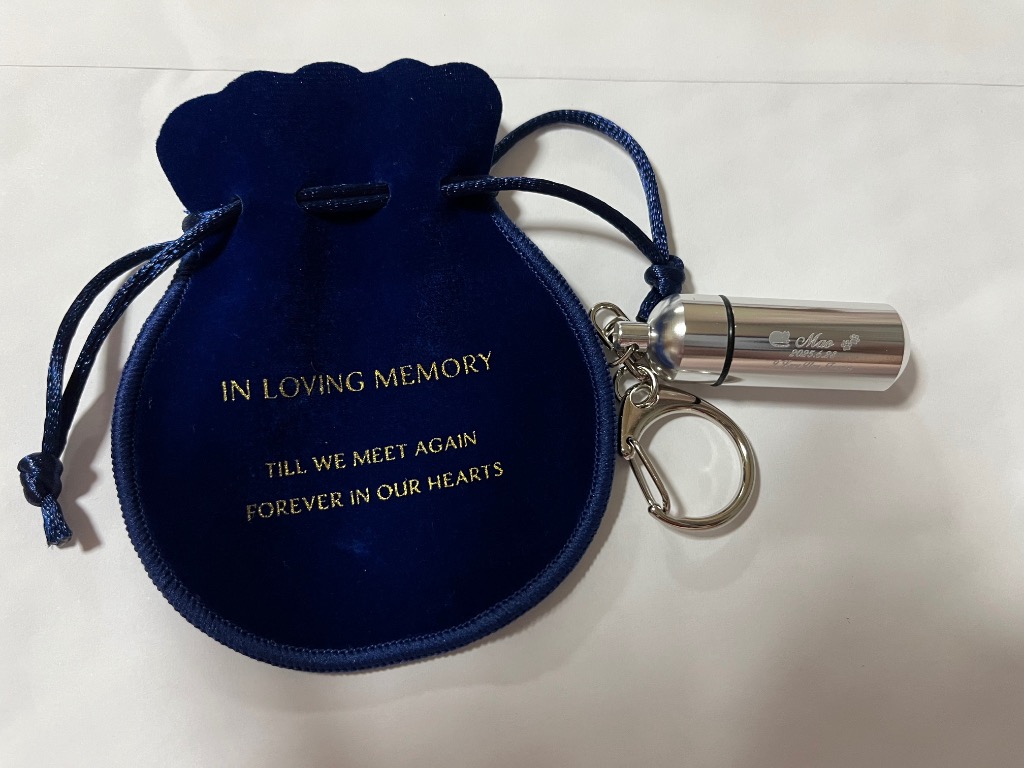 IN LOVING MEMORY
TILL WE MEET AGAIN
FOREVER IN OUR HEARTS
Mao